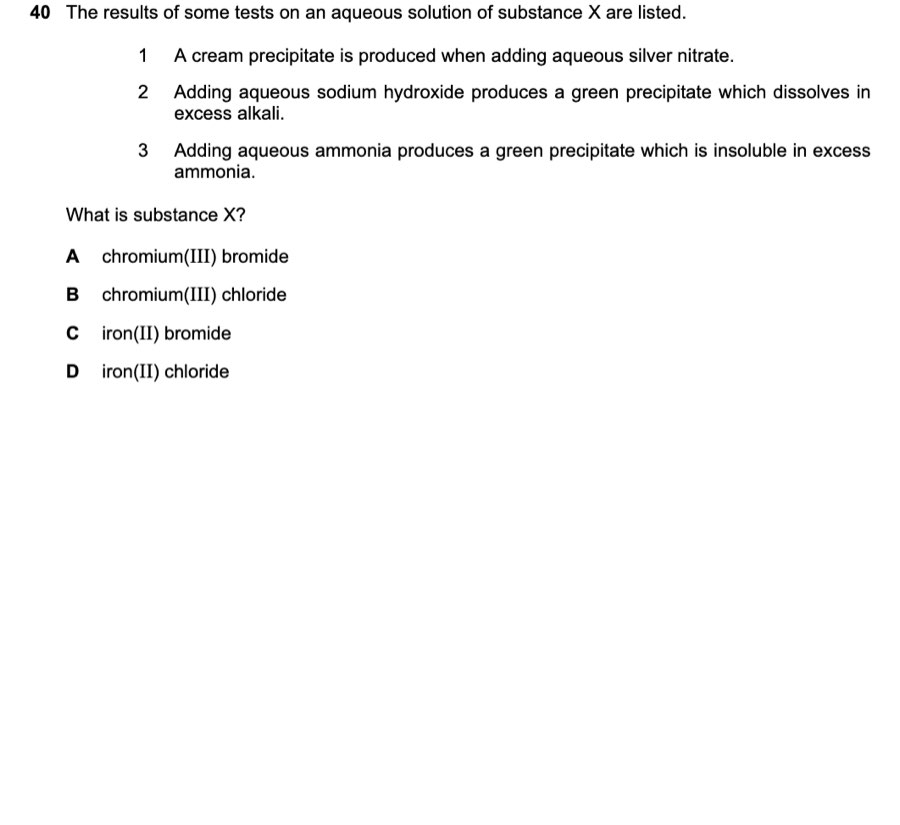 40 The results of some tests on an aqueous solution of substance X are listed.
1 A cream precipitate is produced when adding aqueous silver nitrate.
2 Adding aqueous sodium hydroxide produces a green precipitate which dissolves in
excess alkali.
3 Adding aqueous ammonia produces a green precipitate which is insoluble in excess
ammonia.
What is substance X?
A chromium(III) bromide
B chromium(III) chloride
C iron(II) bromide
D iron(II) chloride